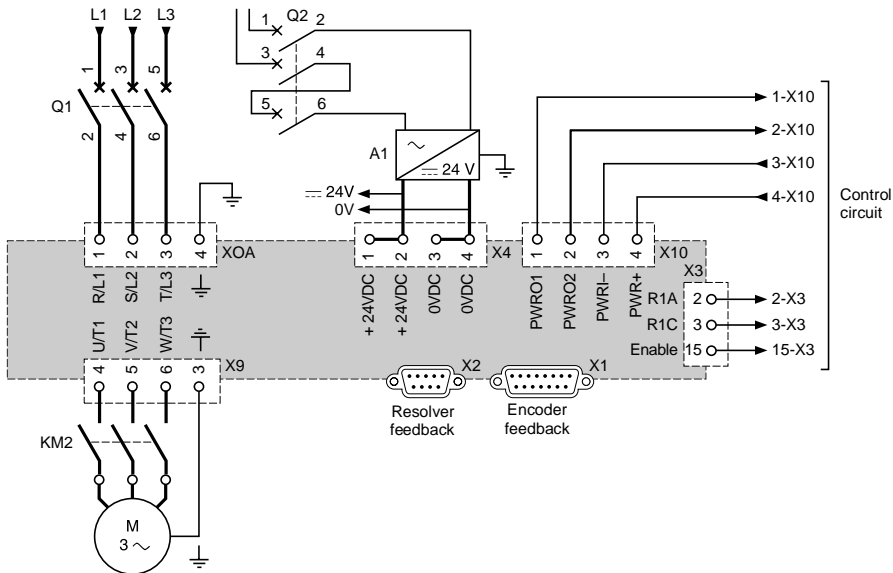 L1 L2 L3
1 3 5
Q1
2 4 6
1 Q2 2
3 4
5 6
A1
24 V
24V
0V
1-X10
2-X10
3-X10
4-X10
Control
circuit
1 2 3 4 XOA
R/L1 S/L2 T/L3
1 2 3 4 X4
+ 24VDC + 24VDC 0VDC 0VDC
1 2 3 4 X10
PWRO1 PWRO2 PWRI– PWR+
X3
R1A 2 2-X3
R1C 3 3-X3
Enable 15 15-X3
U/T1 V/T2 W/T3
4 5 6 3 X9
X2
Resolver
feedback
X1
Encoder
feedback
KM2
M
3